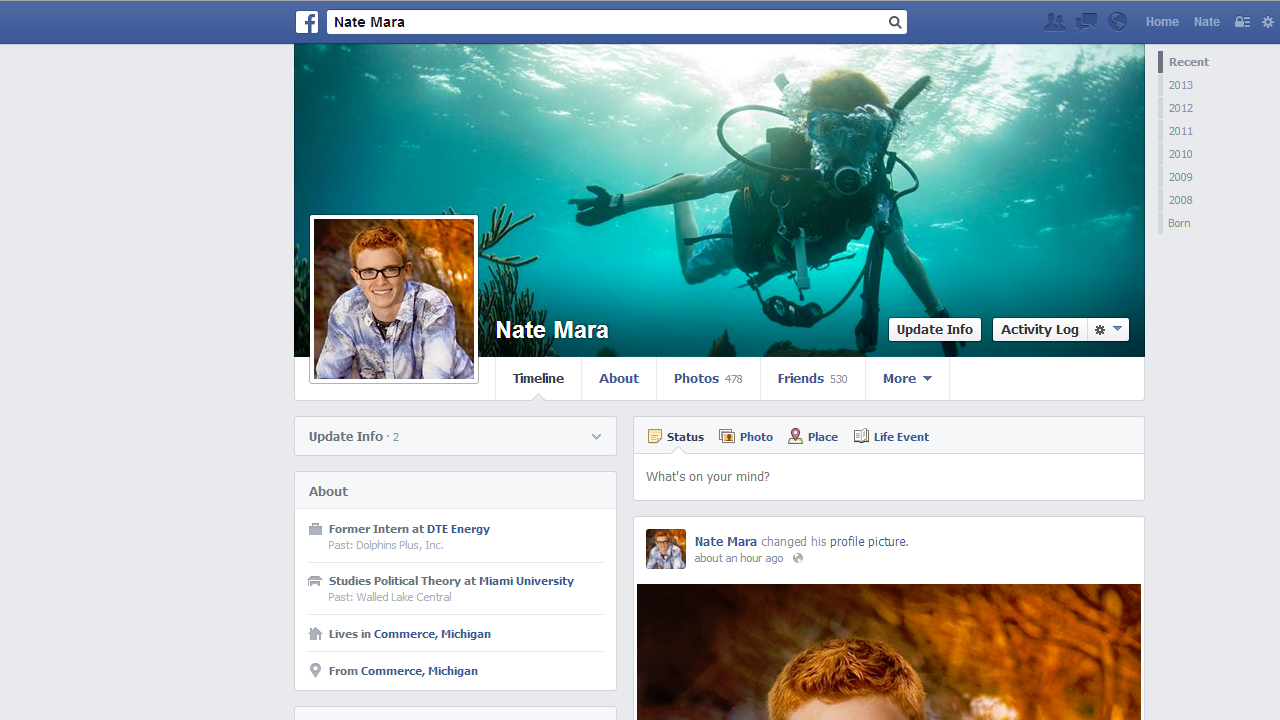 Nate Mara
Home
Nate
Recent
2013
2012
2011
2010
2009
2008
Born
Nate Mara
Update Info
Activity Log
Timeline
About
Photos 478
Friends 530
More
Update Info · 2
About
Former Intern at DTE Energy
Past: Dolphins Plus, Inc.
Studies Political Theory at Miami University
Past: Walled Lake Central
Lives in Commerce, Michigan
From Commerce, Michigan
Status
Photo
Place
Life Event
What's on your mind?
Nate Mara changed his profile picture.
about an hour ago